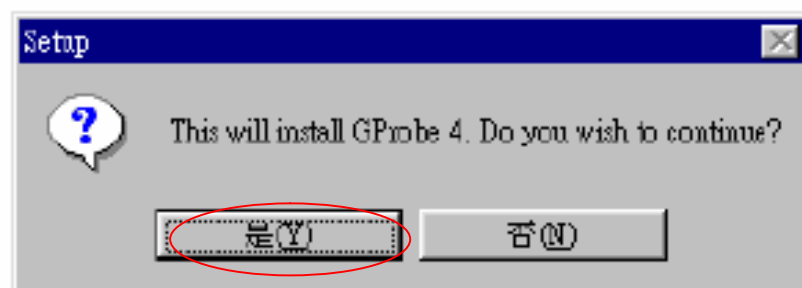 Setup
This will install GProbe 4. Do you wish to continue?
是(Y)
否(N)